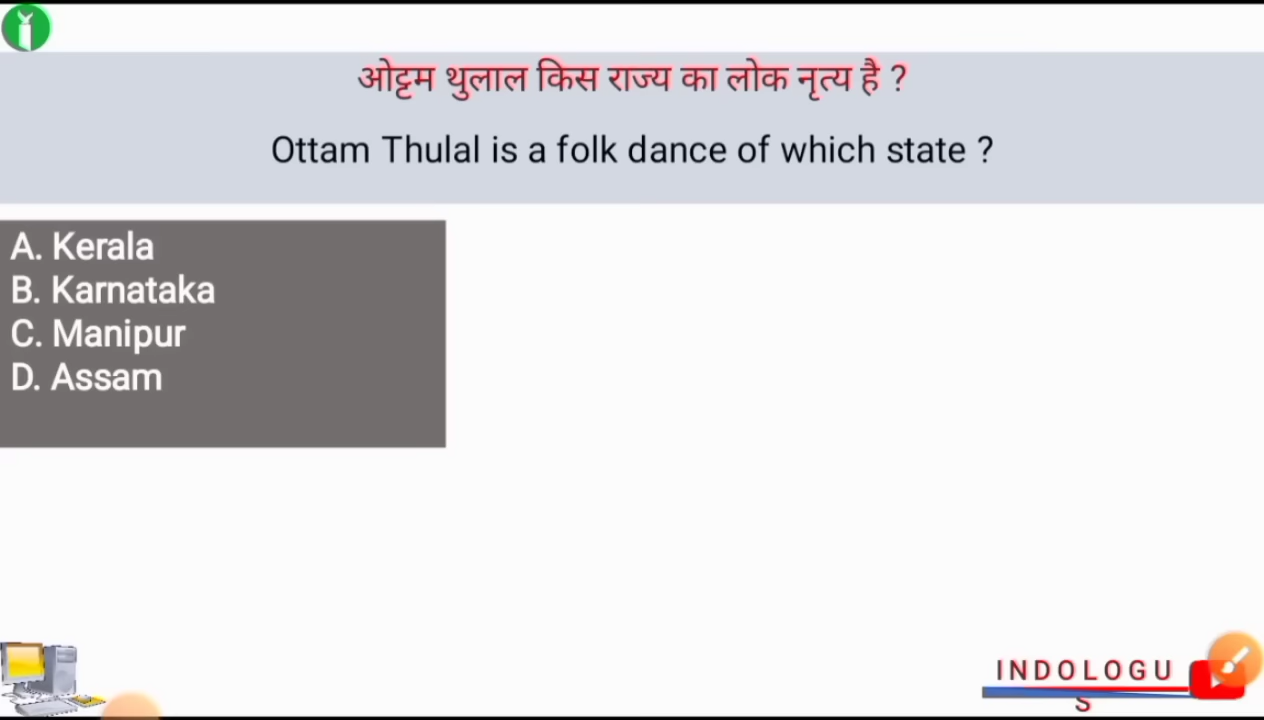 ओट्टम थुलाल किस राज्य का लोक नृत्य है ?
Ottam Thulal is a folk dance of which state ?
A. Kerala
B. Karnataka
C. Manipur
D. Assam
INDOLOGU
S